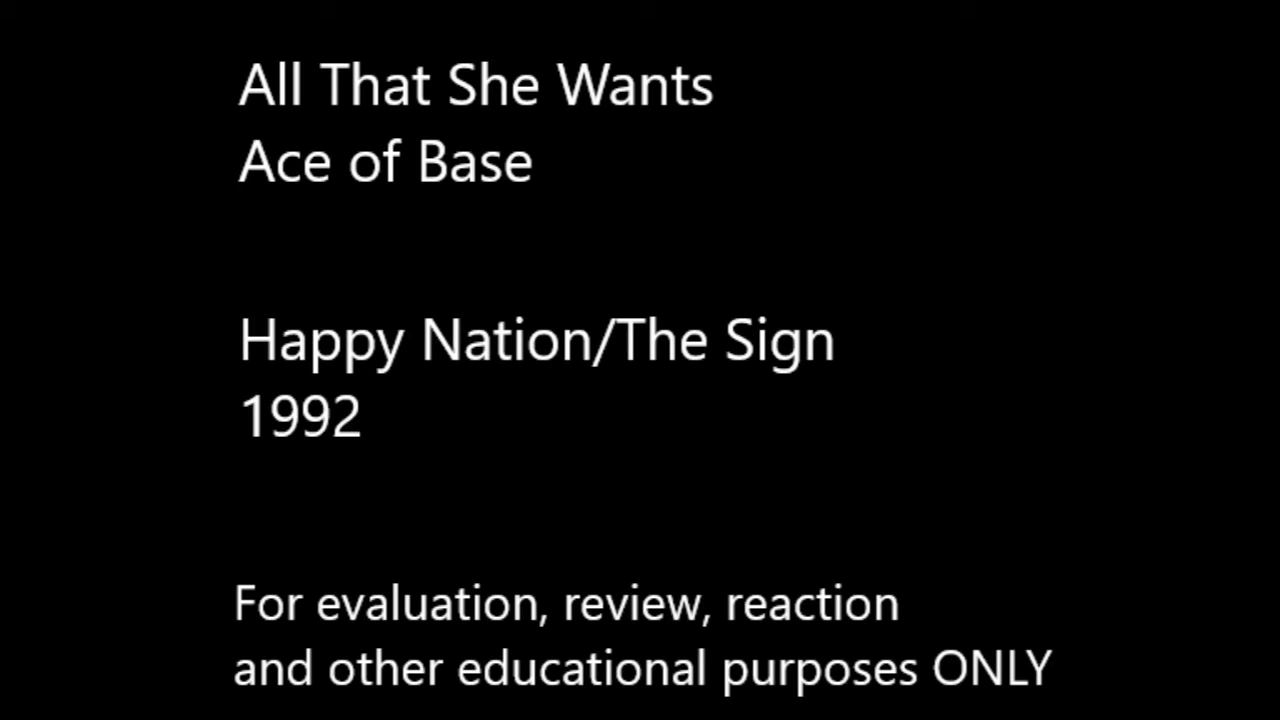 All That She Wants
Ace of Base
Happy Nation/The Sign
1992
For evaluation, review, reaction
and other educational purposes ONLY